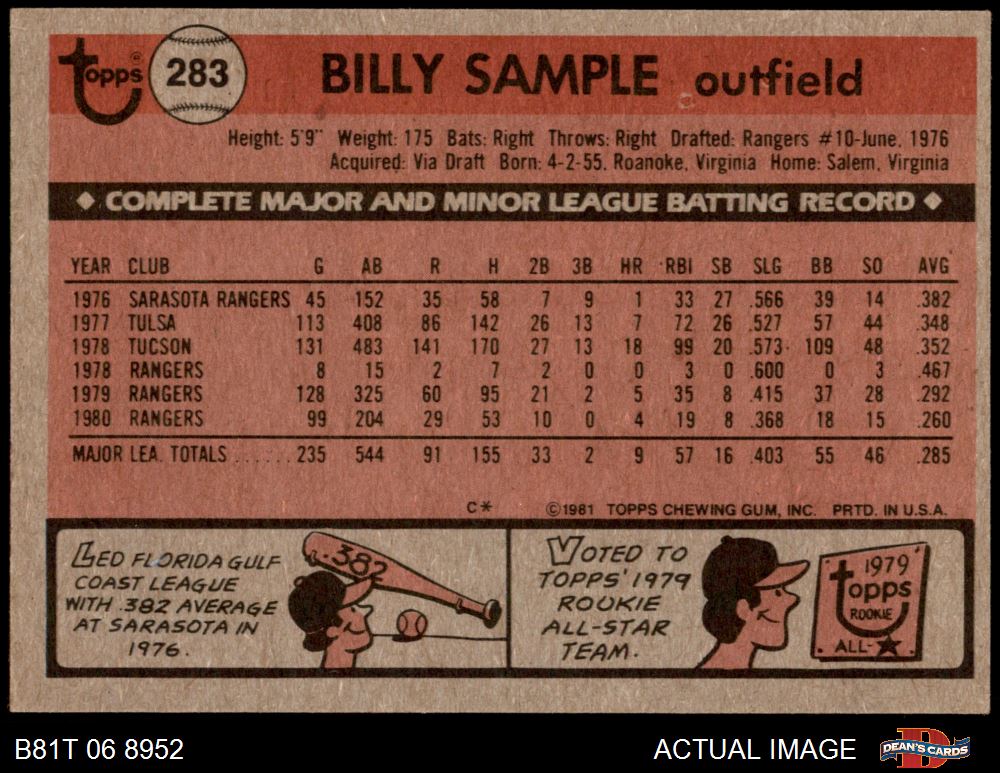 topps ® 283 BILLY SAMPLE outfield
Height: 5'9" Weight: 175 Bats: Right Throws: Right Drafted: Rangers #10-June, 1976
Acquired: Via Draft Born: 4-2-55, Roanoke, Virginia Home: Salem, Virginia
◆ COMPLETE MAJOR AND MINOR LEAGUE BATTING RECORD ◆
YEAR CLUB G AB R H 2B 3B HR RBI SB SLG BB SO AVG
1976 SARASOTA RANGERS 45 152 35 58 7 9 1 33 27 .566 39 14 .382
1977 TULSA 113 408 86 142 26 13 7 72 26 .527 57 44 .348
1978 TUCSON 131 483 141 170 27 13 18 99 20 .573 109 48 .352
1978 RANGERS 8 15 2 7 2 0 0 3 0 .600 0 3 .467
1979 RANGERS 128 325 60 95 21 2 5 35 8 .415 37 28 .292
1980 RANGERS 99 204 29 53 10 0 4 19 8 .368 18 15 .260
MAJOR LEA. TOTALS ...... 235 544 91 155 33 2 9 57 16 .403 55 46 .285
C* ©1981 TOPPS CHEWING GUM, INC. PRTD. IN U.S.A.
LED FLORIDA GULF
COAST LEAGUE
WITH .382 AVERAGE
AT SARASOTA IN
1976.
.382
VOTED TO
TOPPS' 1979
ROOKIE
ALL-STAR
TEAM.
1979
topps
ROOKIE
ALL-★
B81T 06 8952 ACTUAL IMAGE DEAN'S CARDS